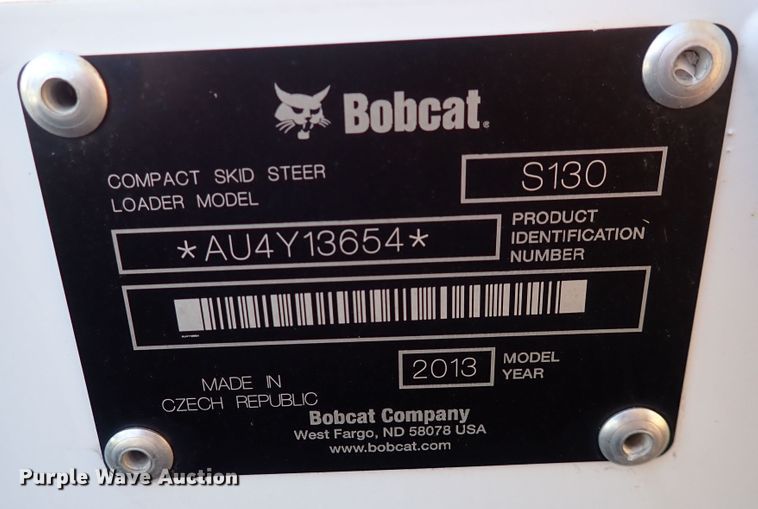 Bobcat®
COMPACT SKID STEER
LOADER MODEL
S130
*AU4Y13654*
PRODUCT
IDENTIFICATION
NUMBER
MADE IN
CZECH REPUBLIC
2013
MODEL
YEAR
Bobcat Company
West Fargo, ND 58078 USA
www.bobcat.com
Purple Wave Auction